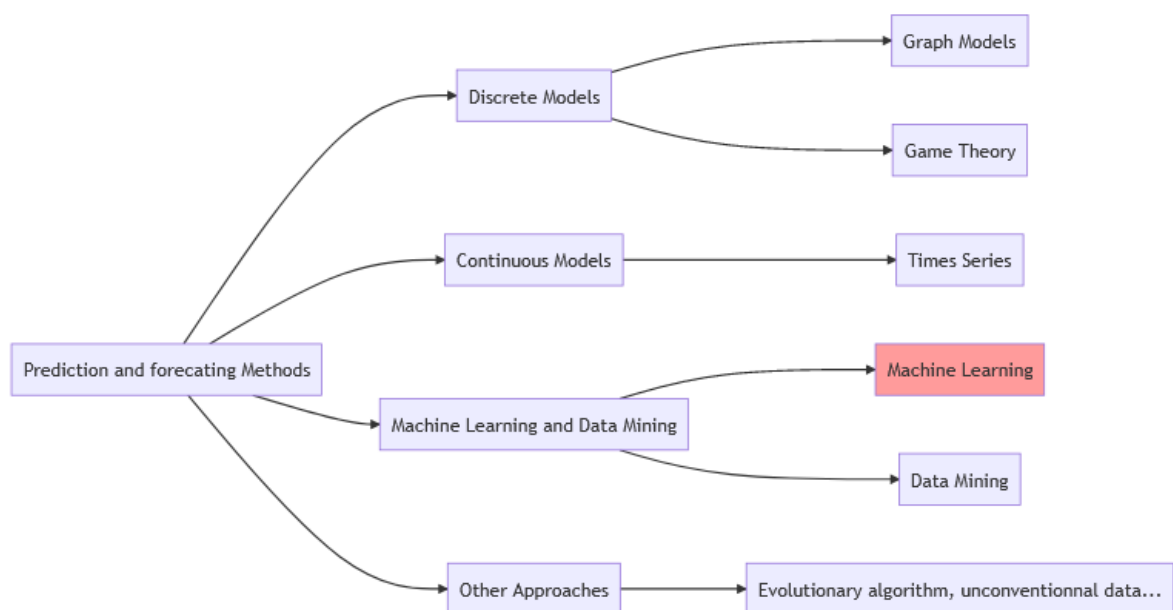 Graph Models
Discrete Models
Game Theory
Continuous Models
Times Series
Prediction and forecating Methods
Machine Learning
Machine Learning and Data Mining
Data Mining
Other Approaches
Evolutionary algorithm, unconventionnal data...